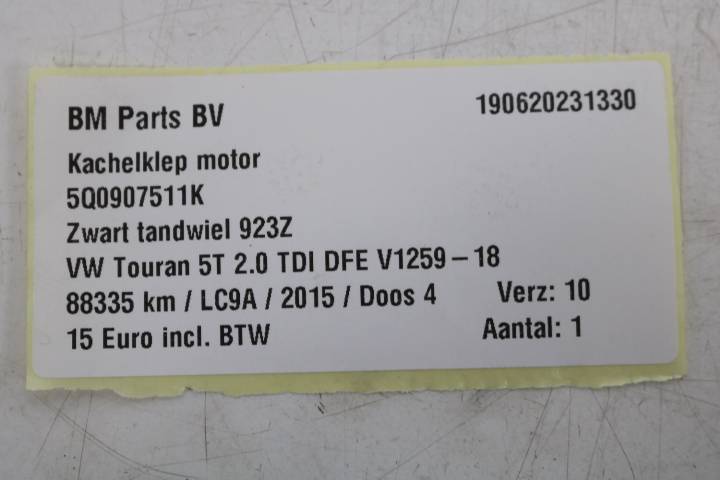 BM Parts BV 190620231330
Kachelklep motor
5Q0907511K
Zwart tandwiel 923Z
VW Touran 5T 2.0 TDI DFE V1259 – 18
88335 km / LC9A / 2015 / Doos 4 Verz: 10
15 Euro incl. BTW Aantal: 1